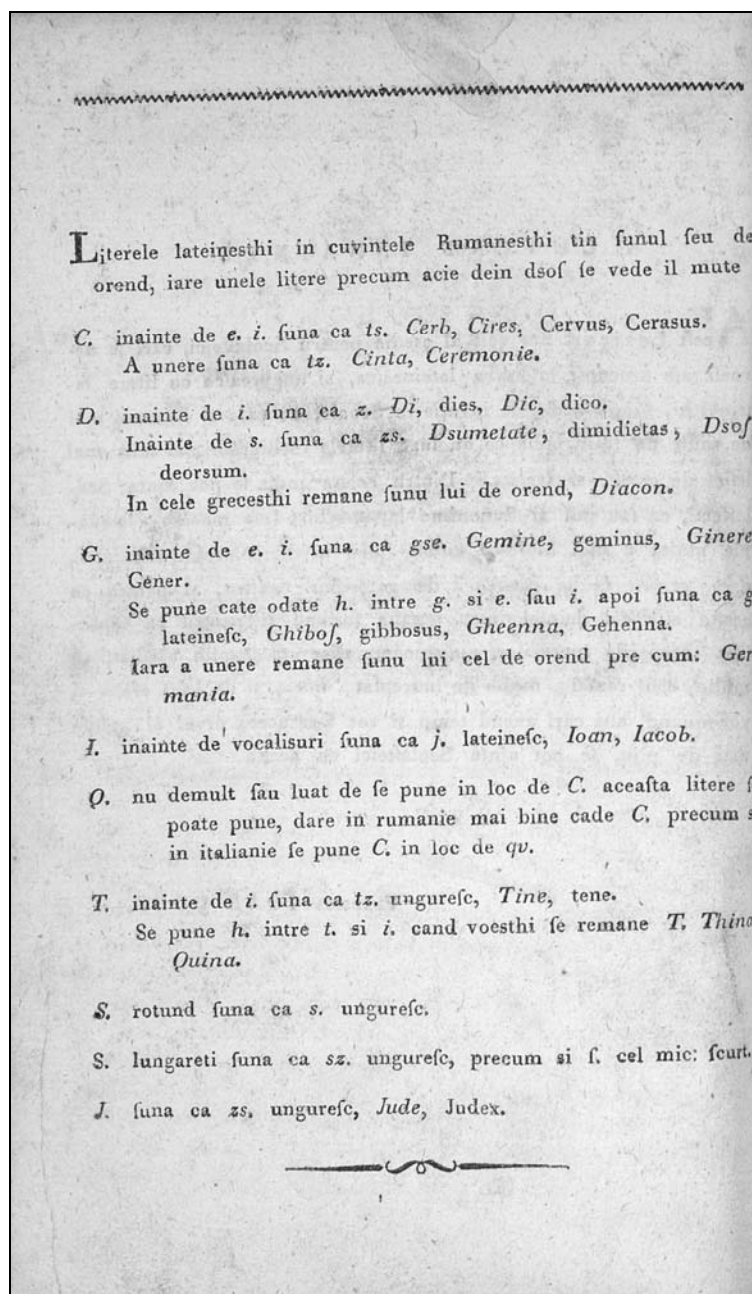 Literele lateinesthi in cuvintele Rumanesthi tin ſunul ſeu de
orend, iare unele litere precum acie dein dsoſ ſe vede il mute
C. inainte de e. i. ſuna ca ts. Cerb, Cires, Cervus, Cerasus.
A unere ſuna ca tz. Cinta, Ceremonie.
D. inainte de i. ſuna ca z. Di, dies, Dic, dico.
Inainte de s. ſuna ca zs. Dsumetate, dimidietas, Dsoſ
deorsum.
In cele grecesthi remane ſunu lui de orend, Diacon.
G. inainte de e. i. ſuna ca gse. Gemine, geminus, Ginere
Gener.
Se pune cate odate h. intre g. si e. ſau i. apoi ſuna ca g
lateineſc, Ghiboſ, gibbosus, Gheenna, Gehenna.
Iara a unere remane ſunu lui cel de orend pre cum: Ger
mania.
I. inainte de vocalisuri ſuna ca j. lateineſc, Ioan, Iacob.
Q. nu demult ſau luat de ſe pune in loc de C. aceaſta litere ſ
poate pune, dare in rumanie mai bine cade C. precum s
in italianie ſe pune C. in loc de qv.
T. inainte de i. ſuna ca tz. ungureſc, Tine, tene.
Se pune h. intre t. si i. cand voesthi ſe remane T. Thina
Quina.
S. rotund ſuna ca s. ungureſc.
S. lungareti ſuna ca sz. ungureſc, precum si ſ. cel mic: ſcurt.
J. ſuna ca zs. ungureſc, Jude, Judex.